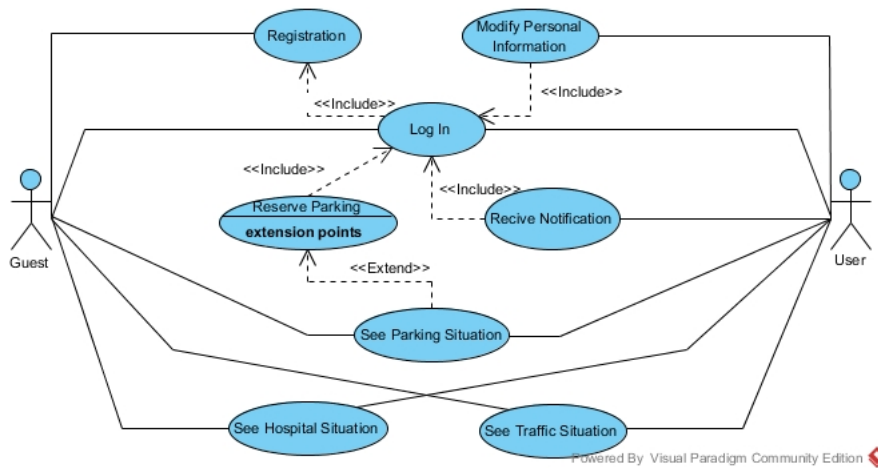 Registration
Modify Personal
Information
<<Include>>
<<Include>>
Log In
<<Include>>
<<Include>>
Reserve Parking
extension points
Recive Notification
Guest
User
<<Extend>>
See Parking Situation
See Hospital Situation
See Traffic Situation
Powered By Visual Paradigm Community Edition